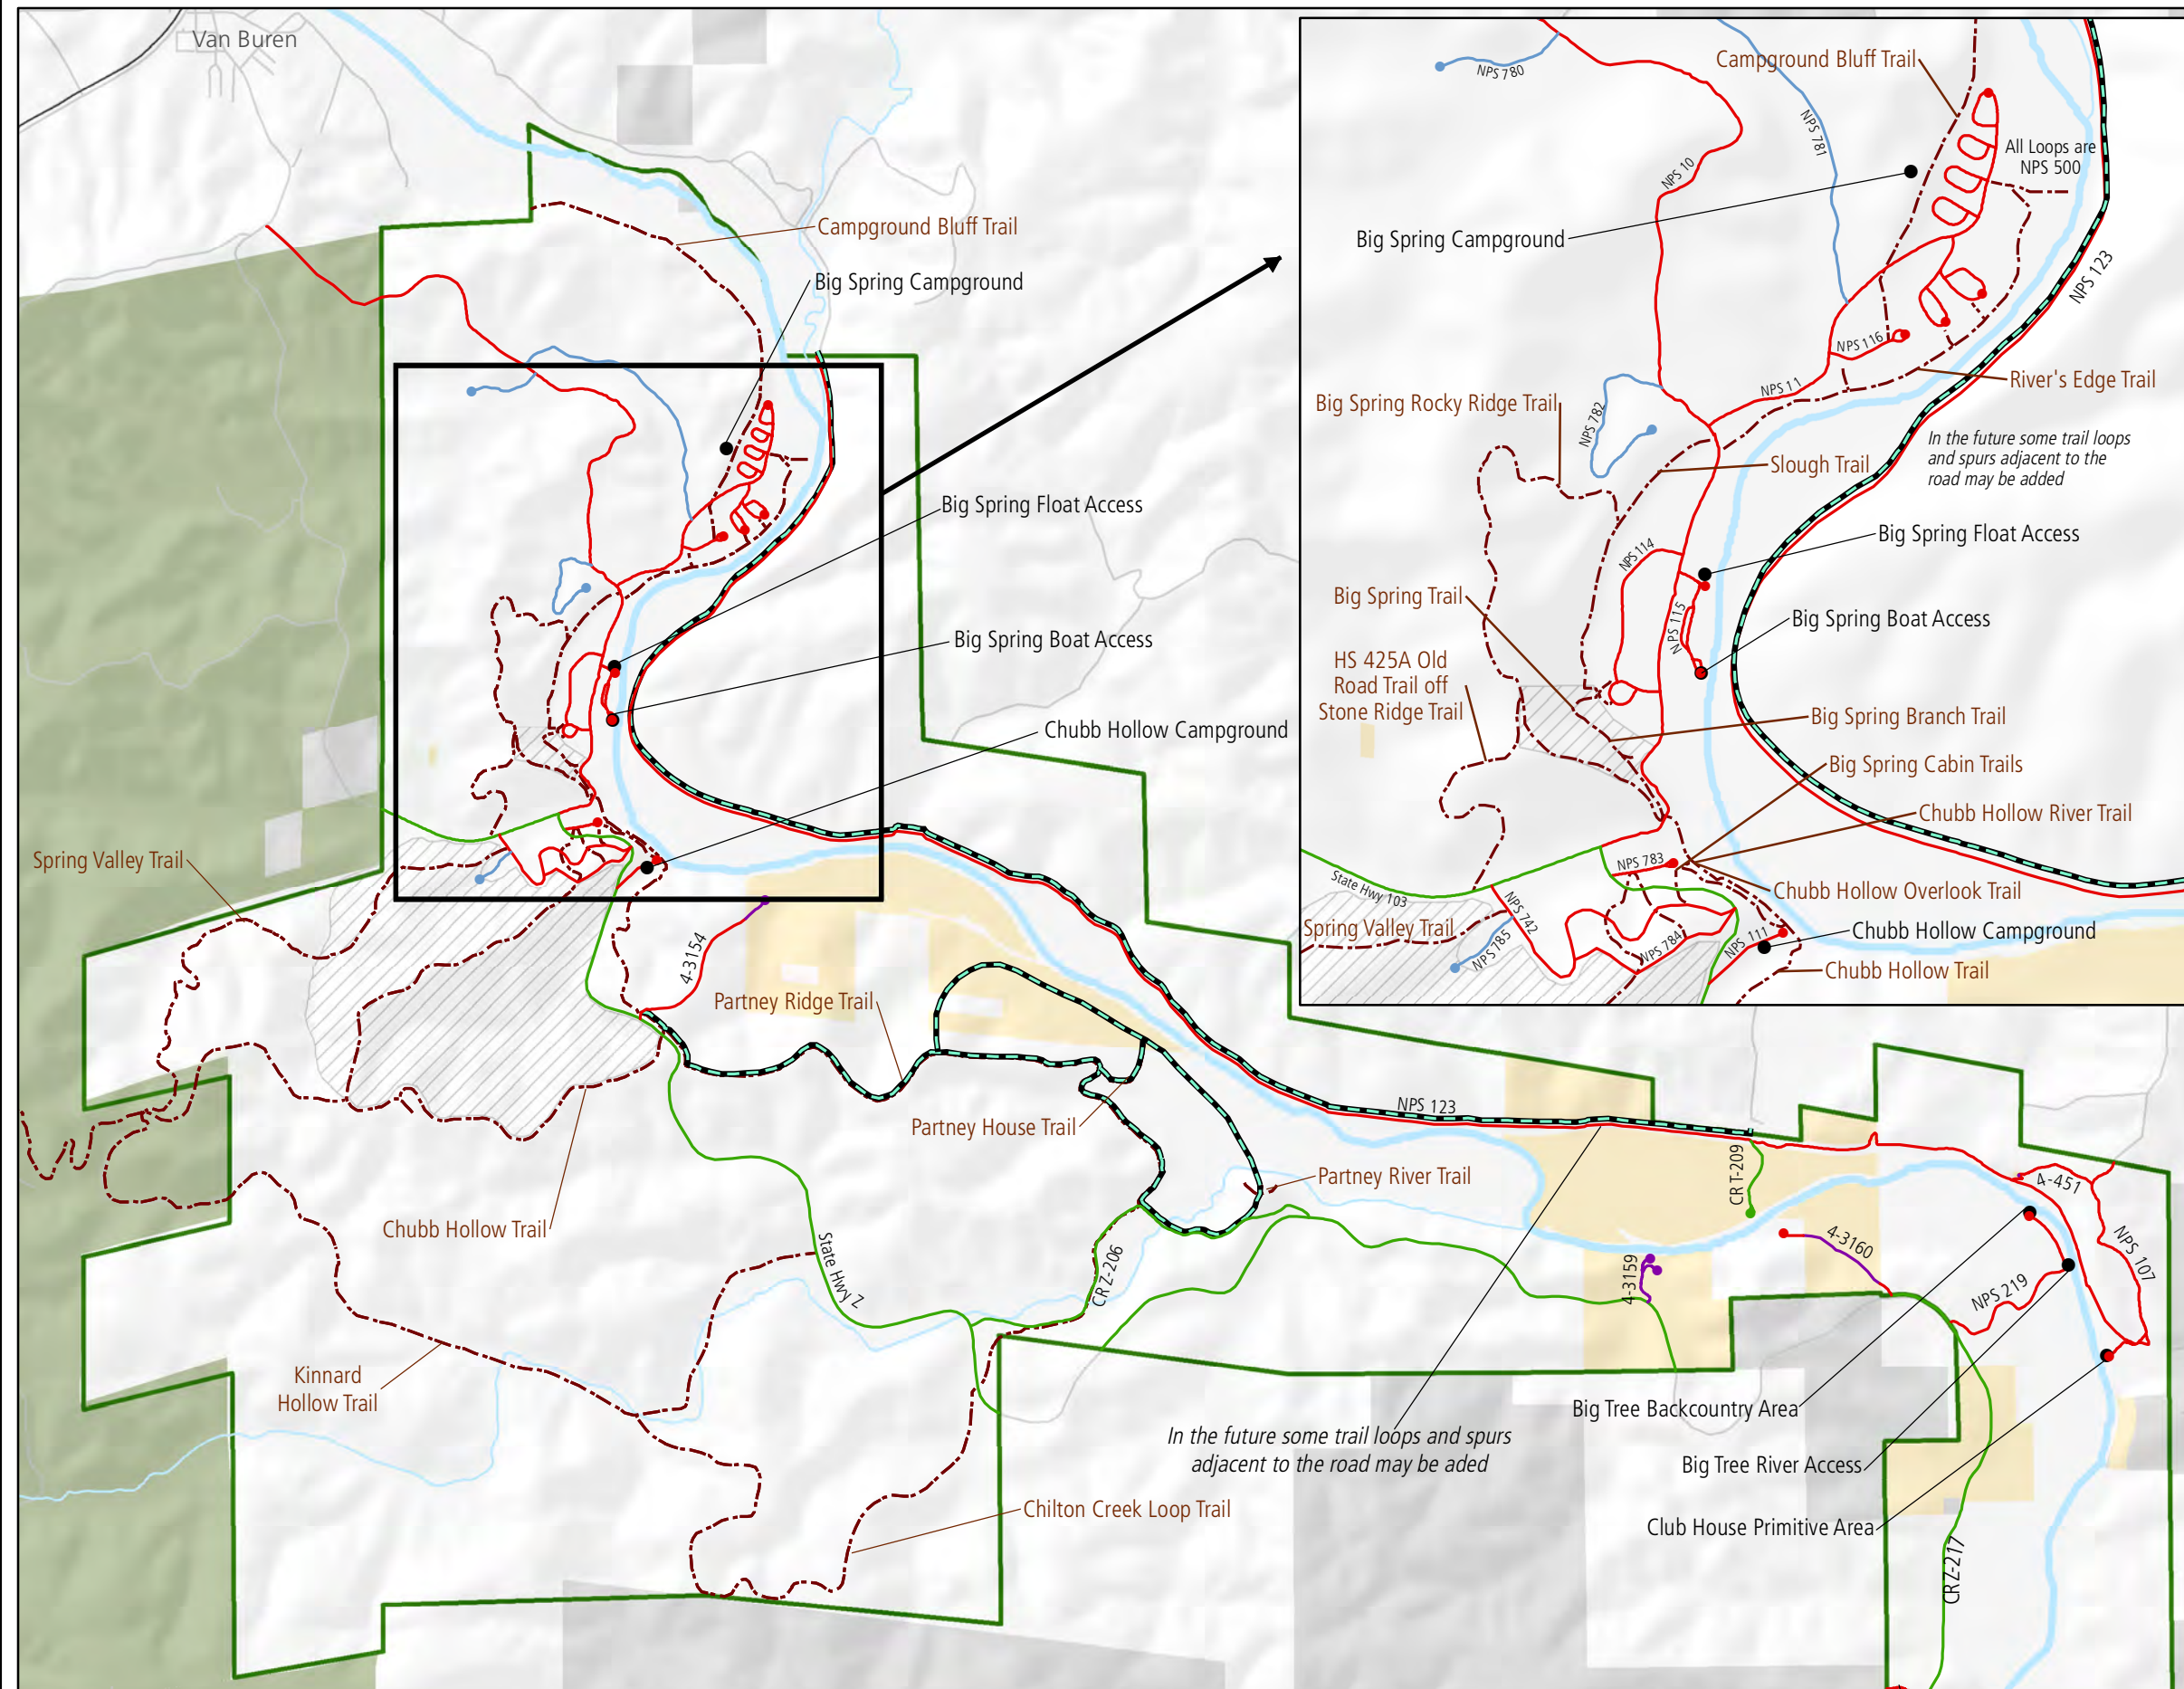 Van Buren
Campground Bluff Trail
Big Spring Campground
Big Spring Float Access
Big Spring Boat Access
Chubb Hollow Campground
Spring Valley Trail
4-3154
Partney Ridge Trail
Partney House Trail
NPS 123
Partney River Trail
CR T-209
4-451
NPS 107
Chubb Hollow Trail
State Hwy Z
CR Z-206
4-3159
4-3160
NPS 219
Kinnard
Hollow Trail
In the future some trail loops and spurs
adjacent to the road may be aded
Big Tree Backcountry Area
Big Tree River Access
Chilton Creek Loop Trail
Club House Primitive Area
CR Z-217
NPS 780
Campground Bluff Trail
NPS 781
All Loops are
NPS 500
NPS 10
Big Spring Campground
NPS 123
NPS 116
River's Edge Trail
NPS 11
Big Spring Rocky Ridge Trail
NPS 782
In the future some trail loops
and spurs adjacent to the
road may be added
Slough Trail
Big Spring Float Access
NPS 114
Big Spring Trail
NPS 115
Big Spring Boat Access
HS 425A Old
Road Trail off
Stone Ridge Trail
Big Spring Branch Trail
Big Spring Cabin Trails
Chubb Hollow River Trail
NPS 783
State Hwy 103
Chubb Hollow Overlook Trail
NPS 742
Spring Valley Trail
NPS 785
NPS 784
NPS 111
Chubb Hollow Campground
Chubb Hollow Trail